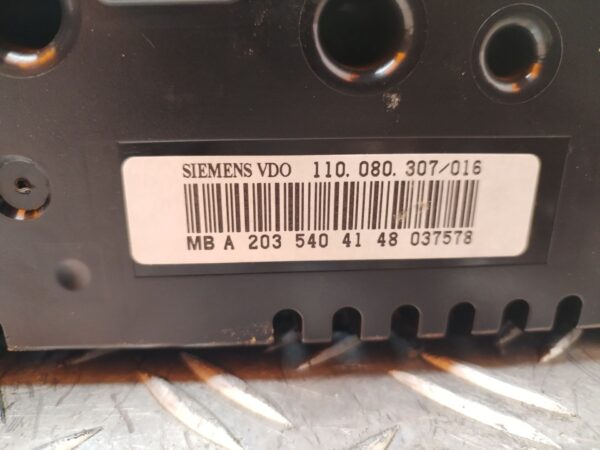 SIEMENS VDO 110.080.307/016
MB A 203 540 41 48 037578